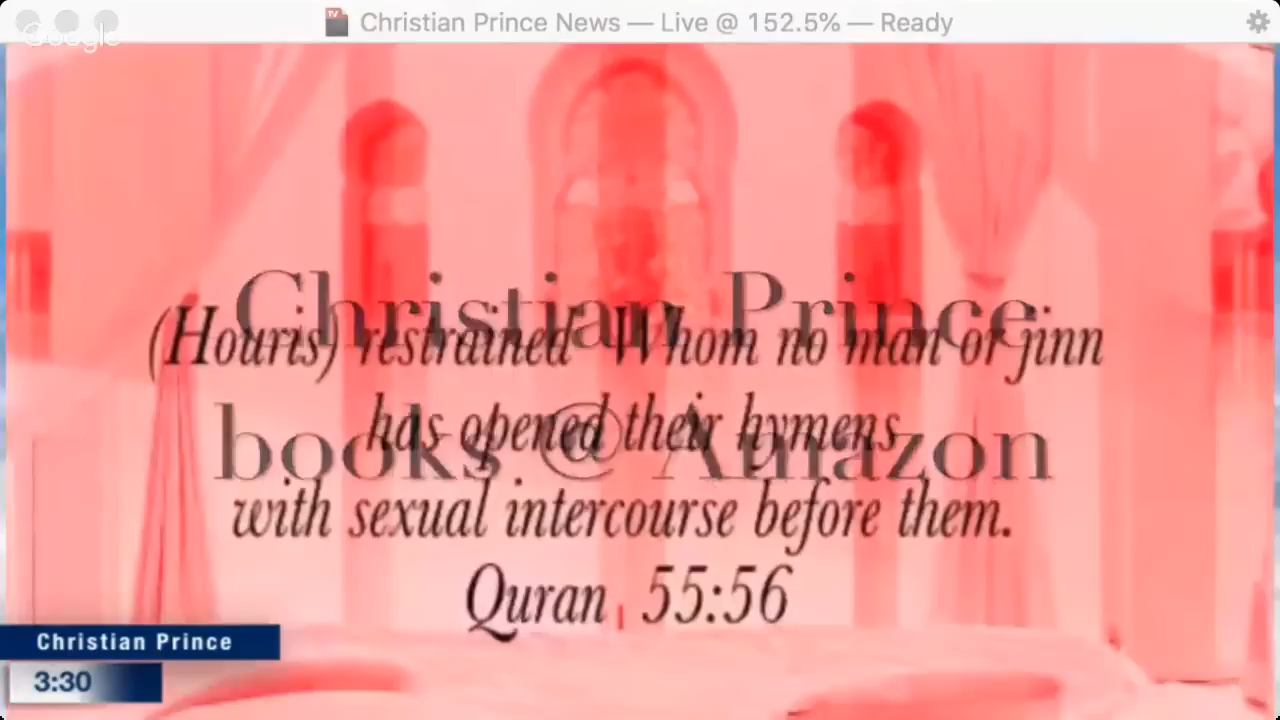 Christian Prince News — Live @ 152.5% — Ready
Google
Christian Prince
books @ Amazon
(Houris) restrained Whom no man or jinn
has opened their hymens
with sexual intercourse before them.
Quran 55:56
Christian Prince
3:30